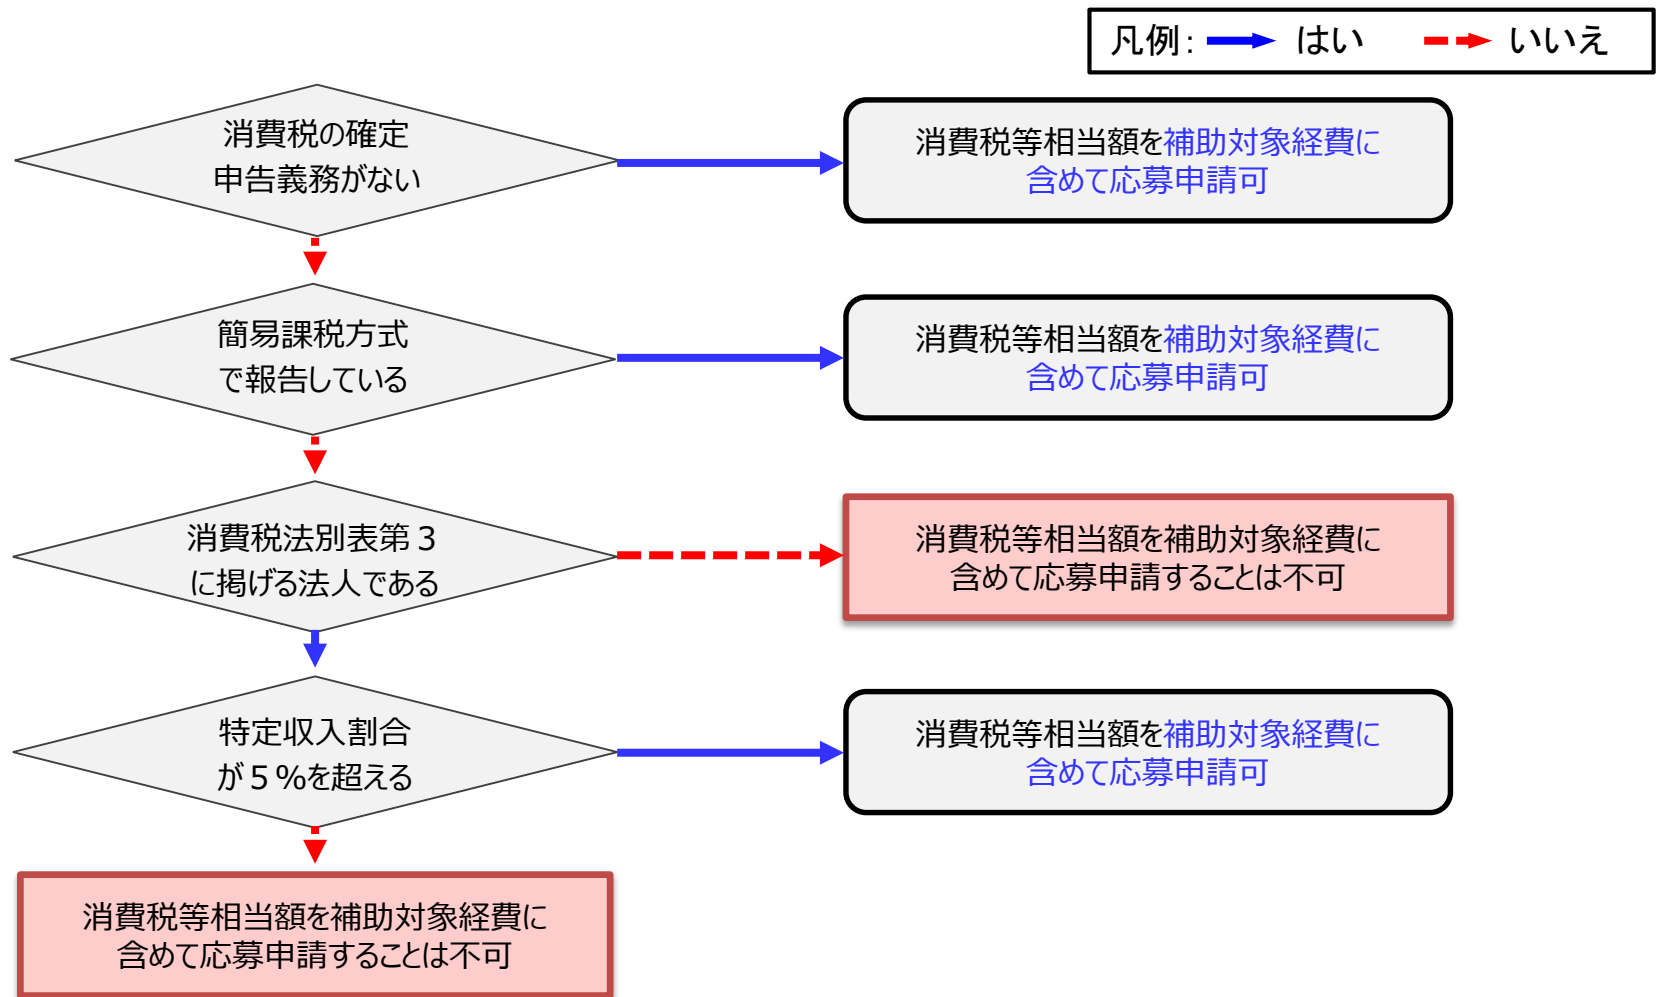 凡例： はい いいえ
消費税の確定
申告義務がない
消費税等相当額を補助対象経費に
含めて応募申請可
簡易課税方式
で報告している
消費税等相当額を補助対象経費に
含めて応募申請可
消費税法別表第３
に掲げる法人である
消費税等相当額を補助対象経費に
含めて応募申請することは不可
特定収入割合
が５％を超える
消費税等相当額を補助対象経費に
含めて応募申請可
消費税等相当額を補助対象経費に
含めて応募申請することは不可